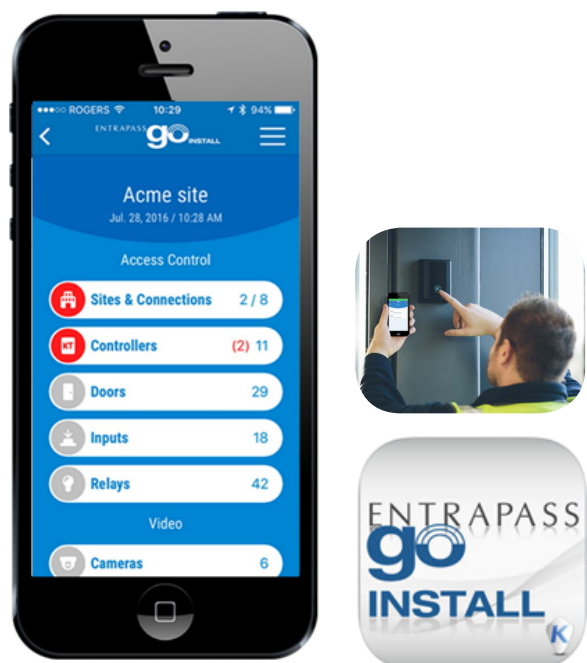 ROGERS 10:29 94%
ENTRAPASS go INSTALL
Acme site
Jul. 28, 2016 / 10:28 AM
Access Control
Sites & Connections 2 / 8
KT Controllers (2) 11
Doors 29
Inputs 18
Relays 42
Video
Cameras 6
ENTRAPASS
go
INSTALL
K